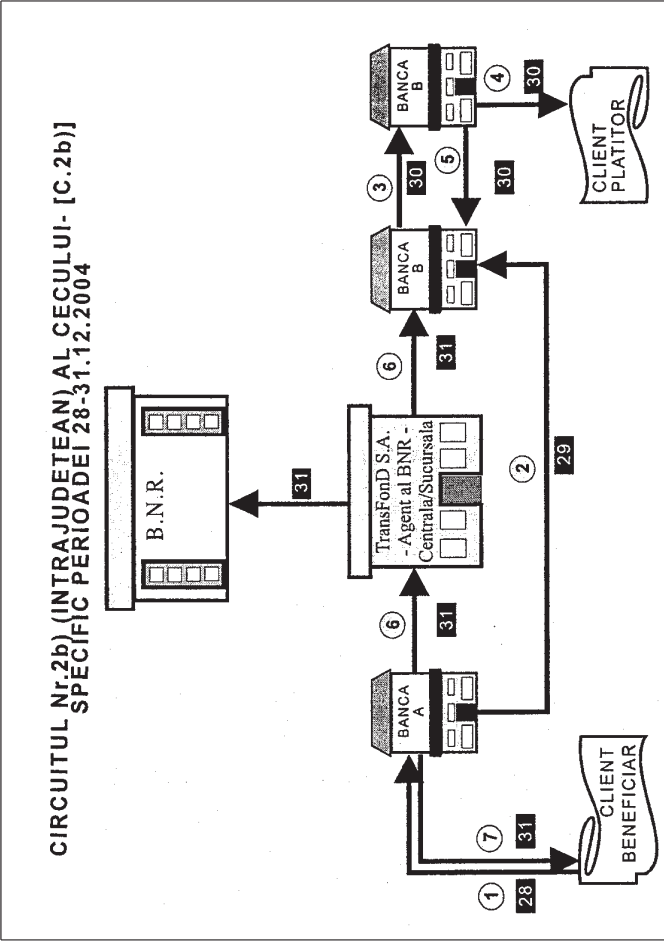 CIRCUITUL Nr.2b) (INTRAJUDETEAN) AL CECULUI- [C.2b)]
SPECIFIC PERIOADEI 28-31.12.2004
B.N.R.
31
TransFonD S.A.
- Agent al BNR -
Centrala/Sucursala
BANCA
A
6
31
6
31
BANCA
B
3
30
5
30
BANCA
B
4
30
CLIENT
PLATITOR
2
29
1
28
7
31
CLIENT
BENEFICIAR